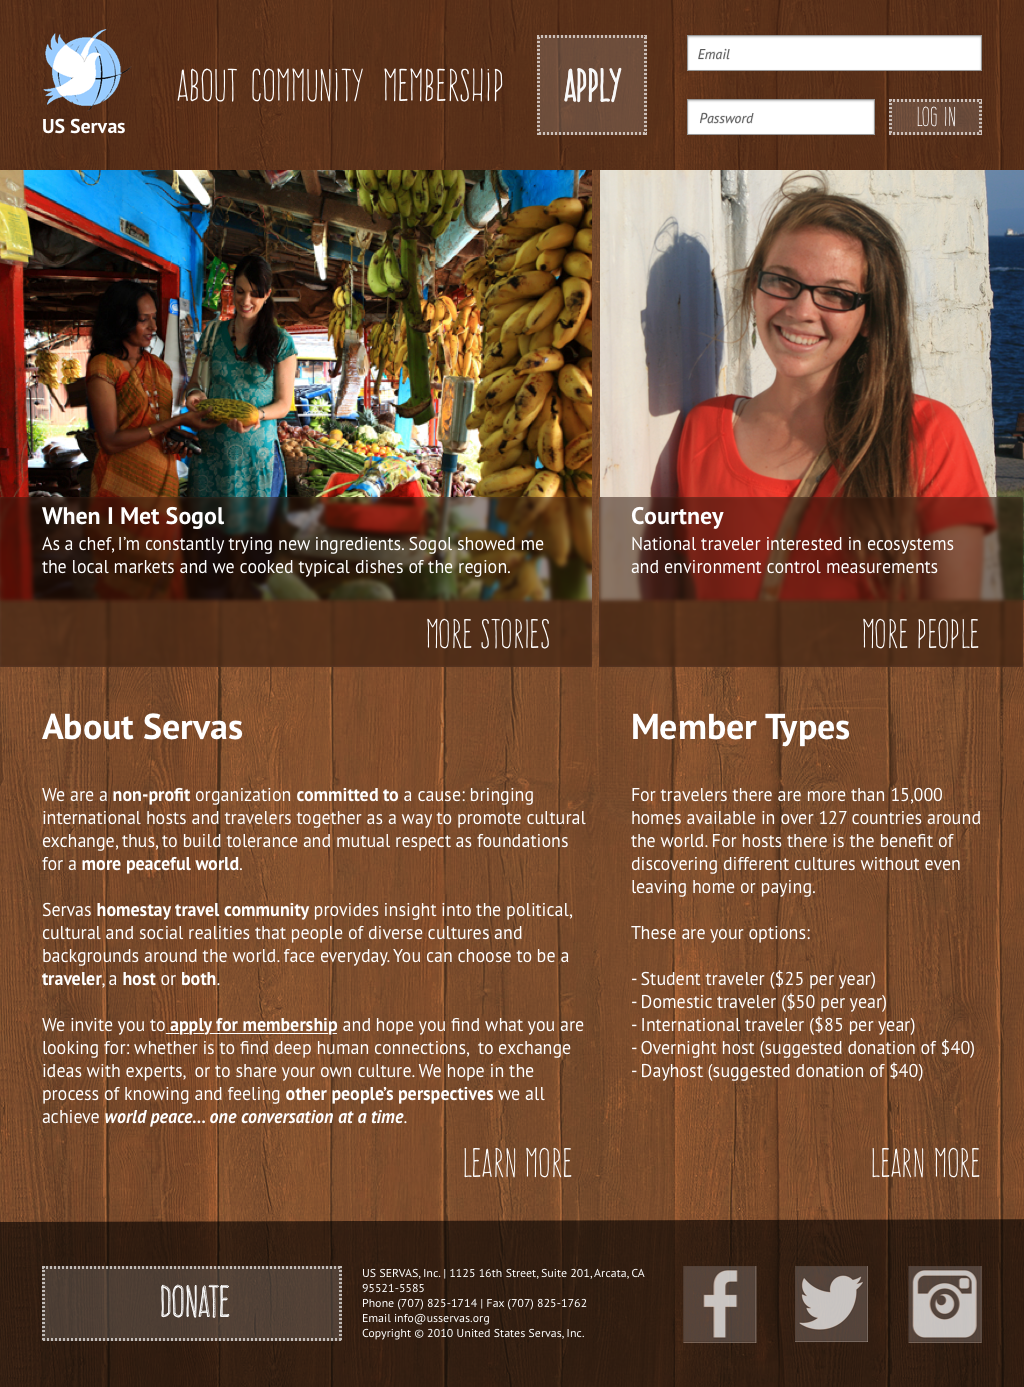 US Servas
ABOUT COMMUNITY MEMBERSHIP
APPLY
Email
Password
LOG IN
When I Met Sogol
As a chef, I'm constantly trying new ingredients. Sogol showed me
the local markets and we cooked typical dishes of the region.
MORE STORIES
Courtney
National traveler interested in ecosystems
and environment control measurements
MORE PEOPLE
About Servas
We are a non-profit organization committed to a cause: bringing
international hosts and travelers together as a way to promote cultural
exchange, thus, to build tolerance and mutual respect as foundations
for a more peaceful world.
Servas homestay travel community provides insight into the political,
cultural and social realities that people of diverse cultures and
backgrounds around the world. face everyday. You can choose to be a
traveler, a host or both.
We invite you to apply for membership and hope you find what you are
looking for: whether is to find deep human connections, to exchange
ideas with experts, or to share your own culture. We hope in the
process of knowing and feeling other people's perspectives we all
achieve world peace... one conversation at a time.
LEARN MORE
Member Types
For travelers there are more than 15,000
homes available in over 127 countries around
the world. For hosts there is the benefit of
discovering different cultures without even
leaving home or paying.
These are your options:
- Student traveler ($25 per year)
- Domestic traveler ($50 per year)
- International traveler ($85 per year)
- Overnight host (suggested donation of $40)
- Dayhost (suggested donation of $40)
LEARN MORE
DONATE
US SERVAS, Inc. | 1125 16th Street, Suite 201, Arcata, CA
95521-5585
Phone (707) 825-1714 | Fax (707) 825-1762
Email info@usservas.org
Copyright © 2010 United States Servas, Inc.